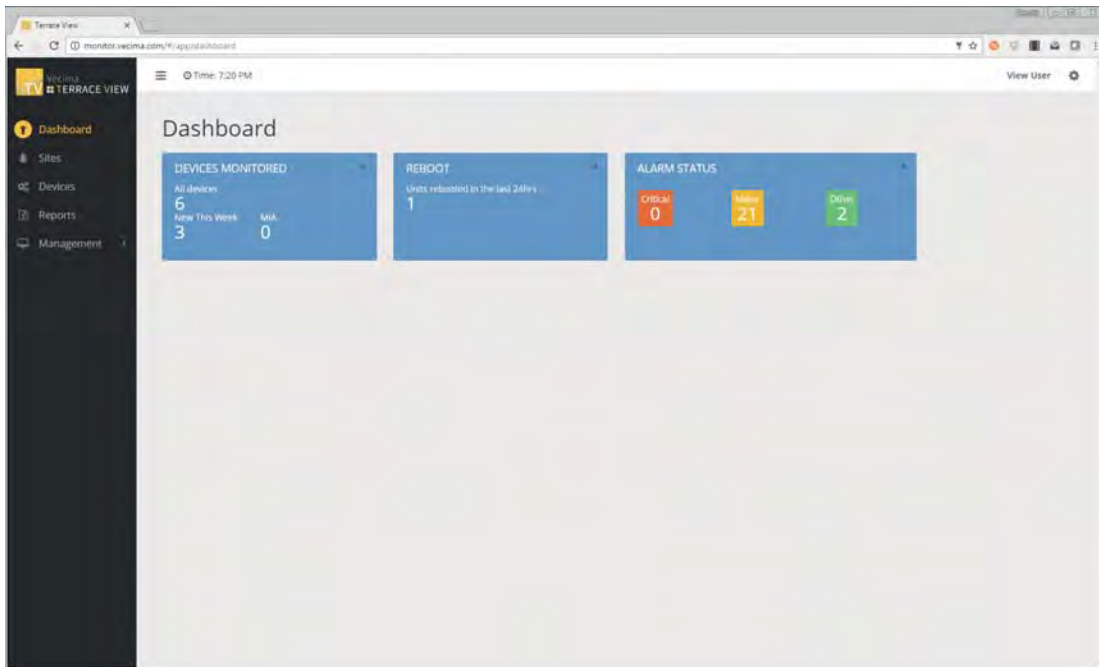 Terrace View
monitor.vecima.com/#/app/dashboard
vecima
TV TERRACE VIEW
Time: 7:20 PM
View User
Dashboard
Sites
Devices
Reports
Management
Dashboard
DEVICES MONITORED
All devices
6
New This Week MIA
3 0
REBOOT
Units rebooted in the last 24hrs
1
ALARM STATUS
Critical
0
21
2